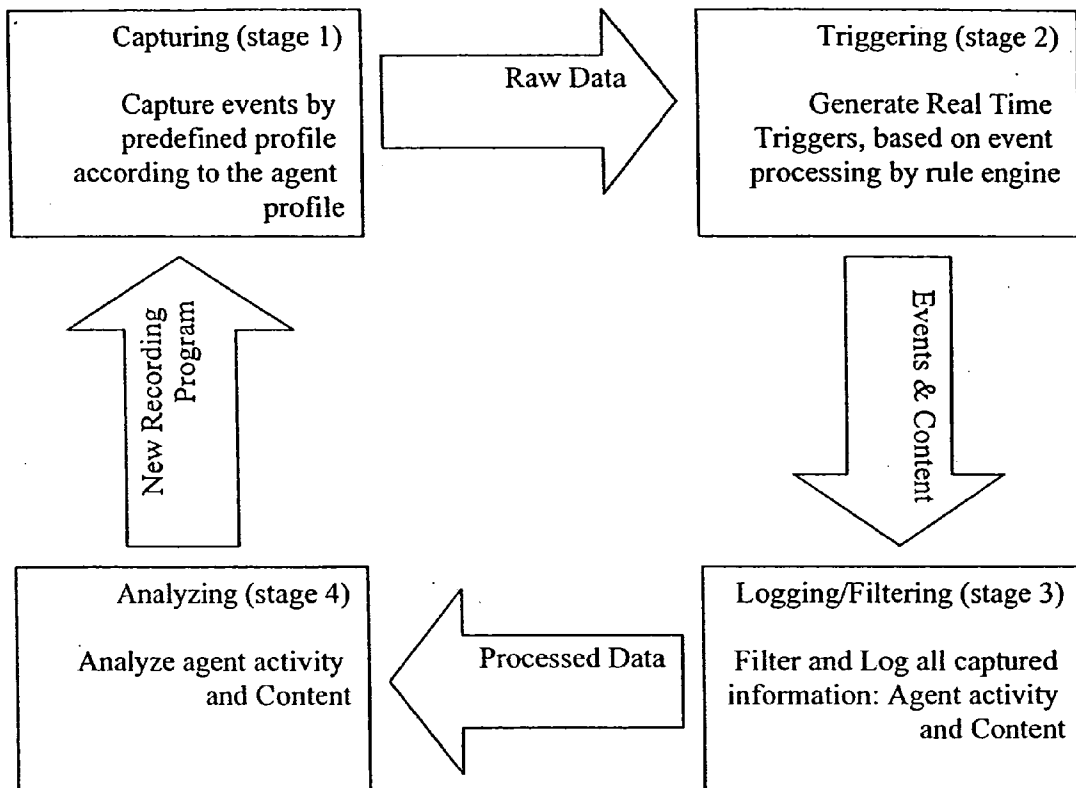 Capturing (stage 1)
Capture events by
predefined profile
according to the agent
profile
Raw Data
Triggering (stage 2)
Generate Real Time
Triggers, based on event
processing by rule engine
Events & Content
Logging/Filtering (stage 3)
Filter and Log all captured
information: Agent activity
and Content
Processed Data
Analyzing (stage 4)
Analyze agent activity
and Content
New Recording
Program